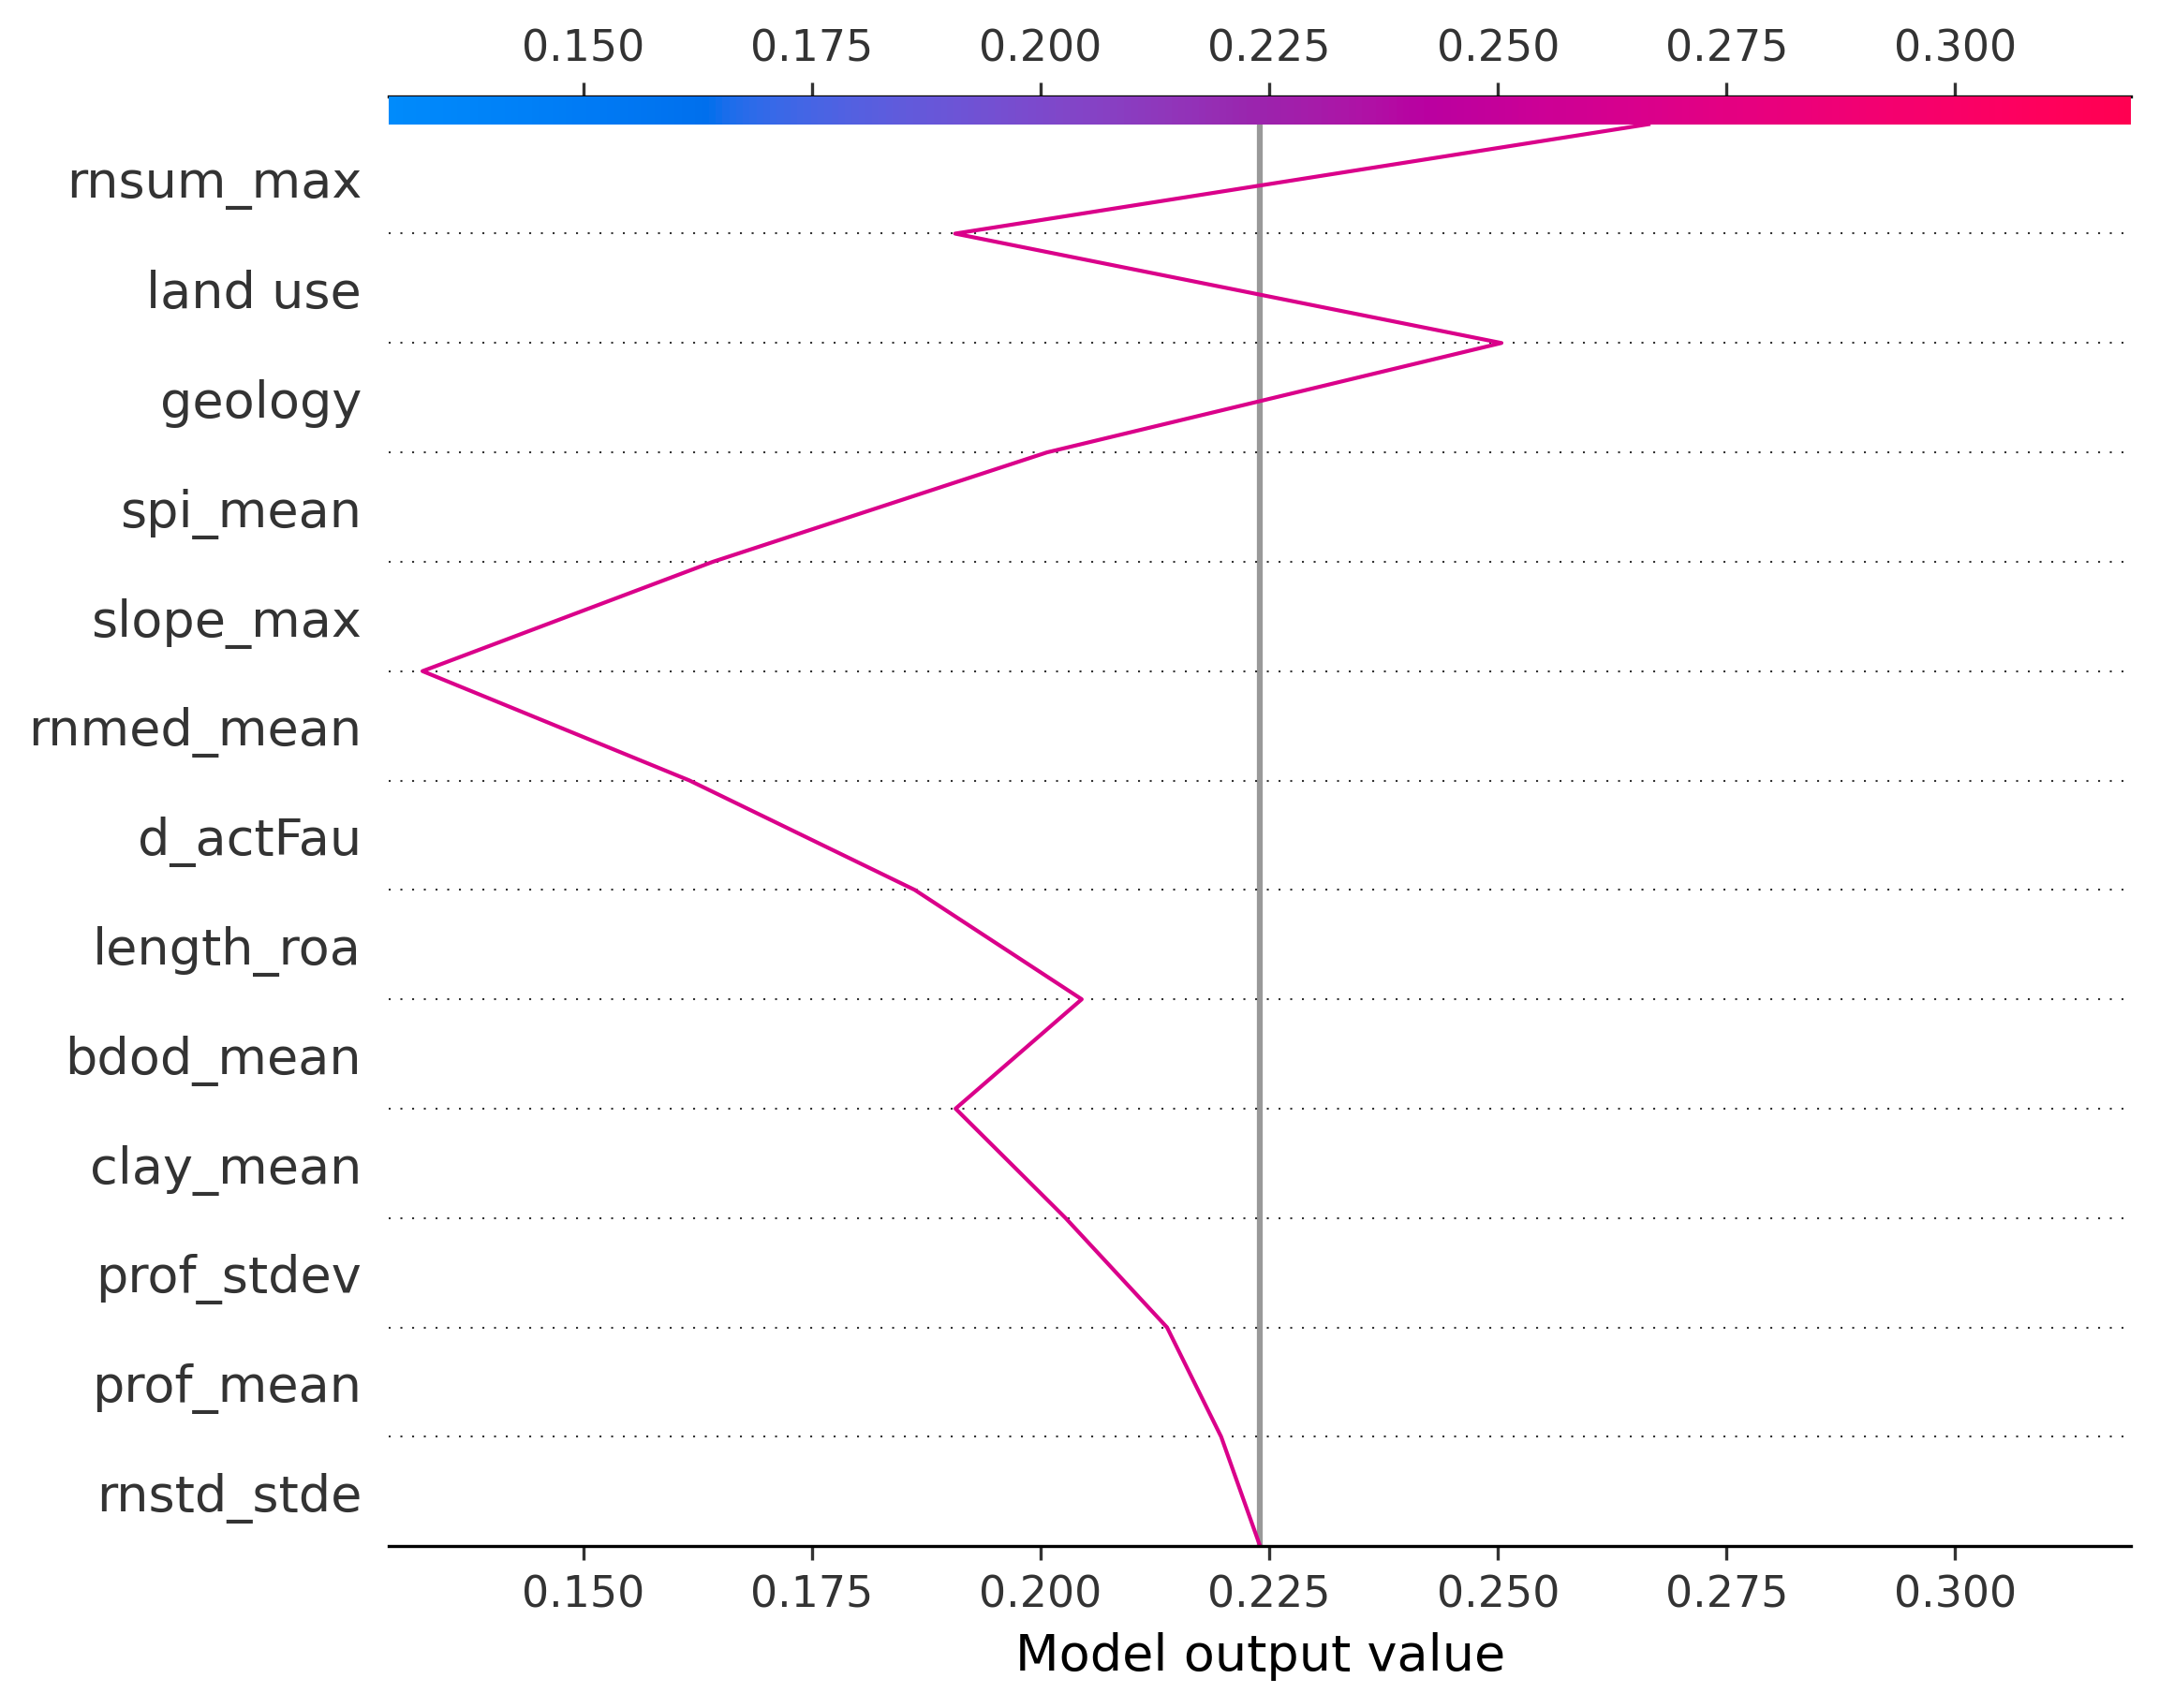 0.150 0.175 0.200 0.225 0.250 0.275 0.300
rnsum_max
land use
geology
spi_mean
slope_max
rnmed_mean
d_actFau
length_roa
bdod_mean
clay_mean
prof_stdev
prof_mean
rnstd_stde
0.150 0.175 0.200 0.225 0.250 0.275 0.300
Model output value